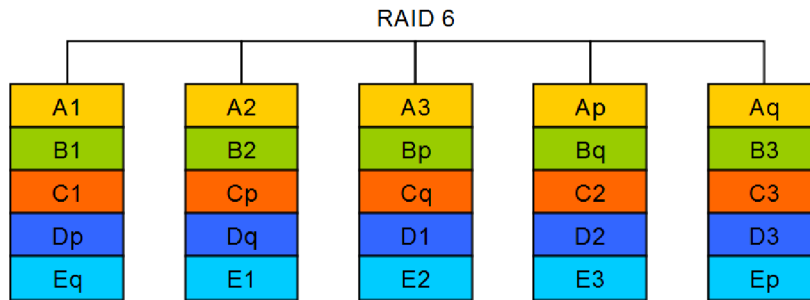 RAID 6
A1 A2 A3 Ap Aq
B1 B2 Bp Bq B3
C1 Cp Cq C2 C3
Dp Dq D1 D2 D3
Eq E1 E2 E3 Ep